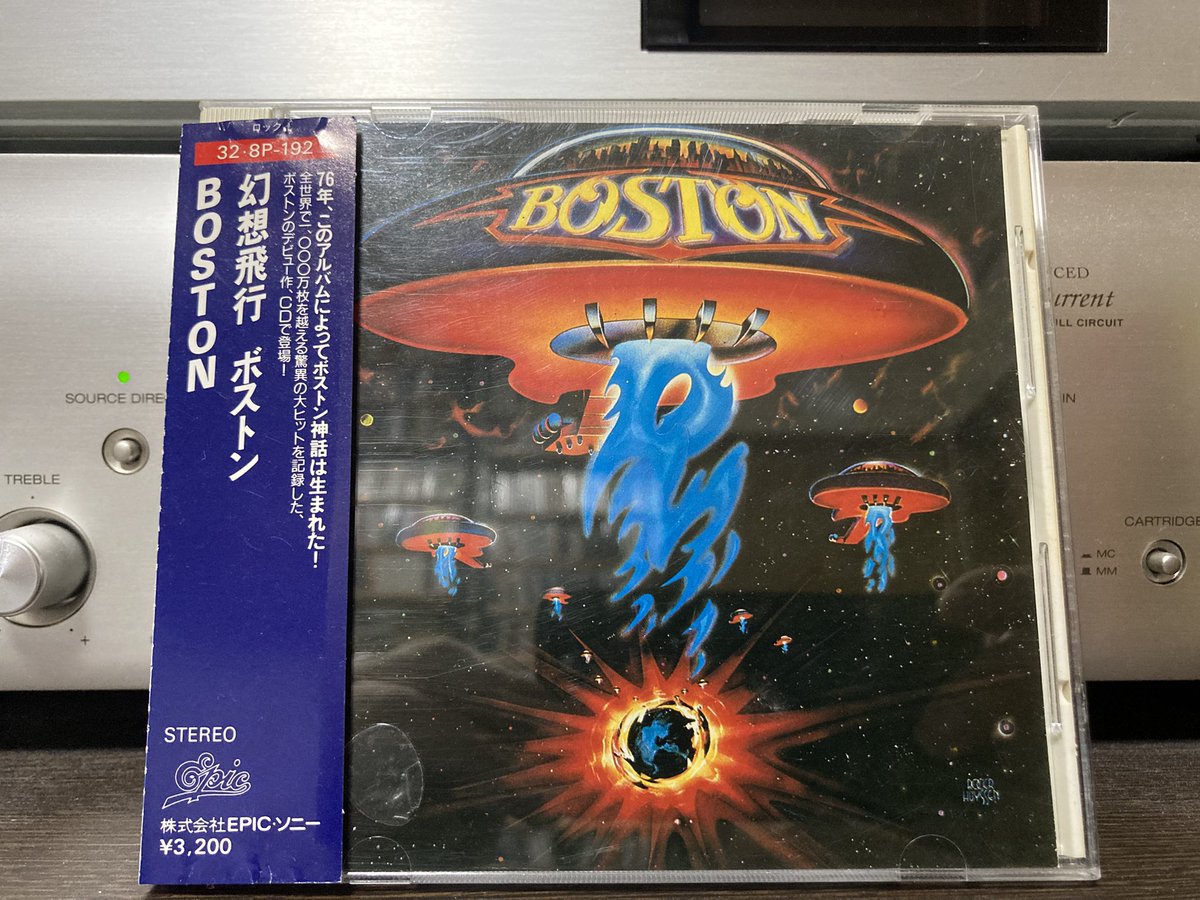 ロック
32・8P-192
幻想飛行 ボストン
BOSTON
76年、このアルバムによってボストン神話は生まれた！
全世界で一、〇〇〇万枚を越える驚異の大ヒットを記録した、
ボストンのデビュー作、CDで登場！
STEREO
Epic
株式会社EPIC・ソニー
¥3,200
BOSTON
ROGER
HUYSSEN
SOURCE DIRE
TREBLE
+
CED
urrent
ULL CIRCUIT
IN
CARTRIDGE
MC
MM